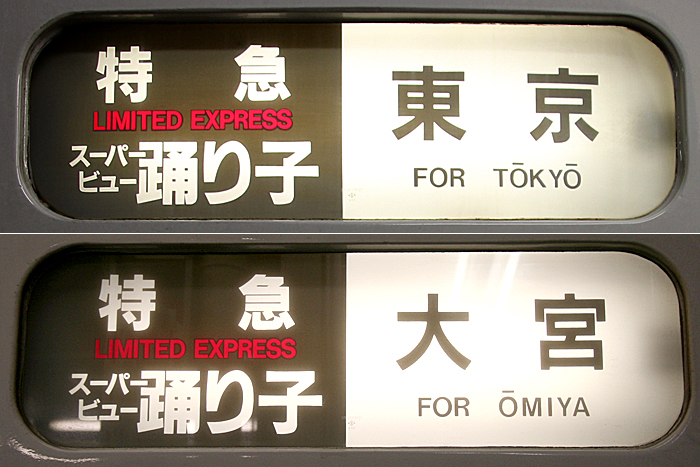 特急
LIMITED EXPRESS
スーパービュー踊り子
東京
FOR TŌKYŌ
特急
LIMITED EXPRESS
スーパービュー踊り子
大宮
FOR ŌMIYA